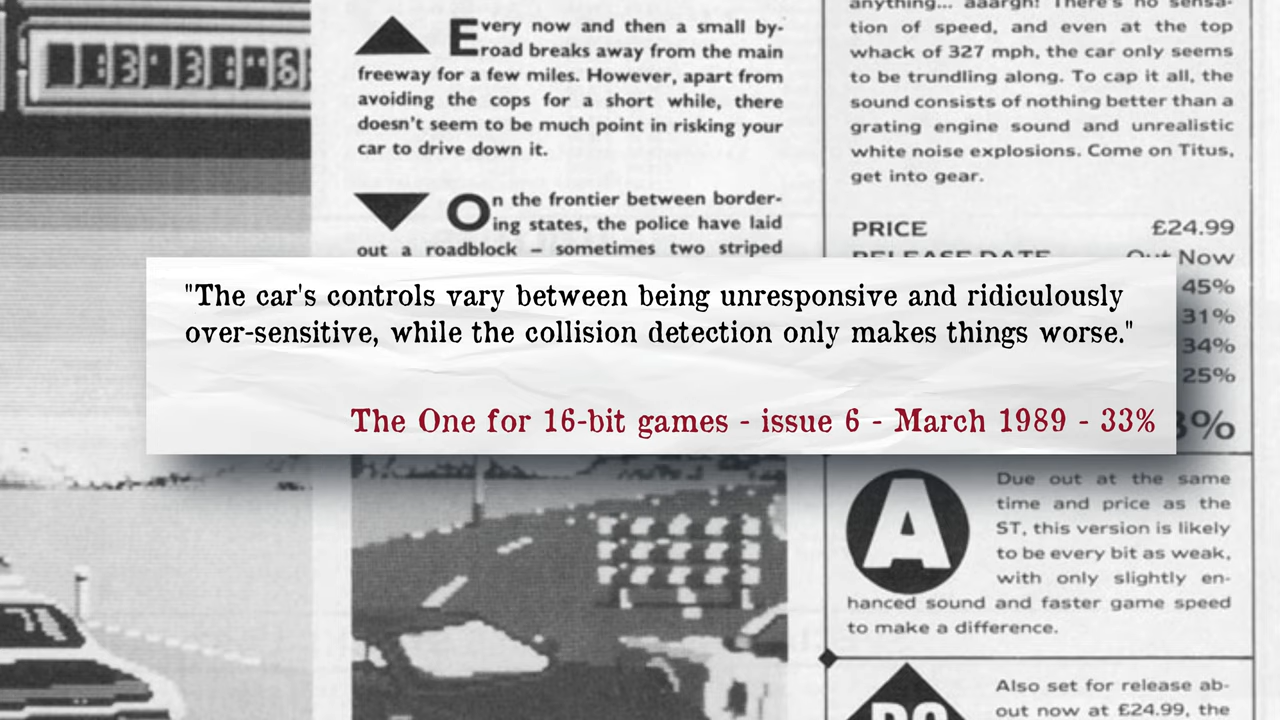 Every now and then a small by-
road breaks away from the main
freeway for a few miles. However, apart from
avoiding the cops for a short while, there
doesn't seem to be much point in risking your
car to drive down it.
On the frontier between border-
ing states, the police have laid
out a roadblock – sometimes two striped
anything... aaargh! There's no sensa-
tion of speed, and even at the top
whack of 327 mph, the car only seems
to be trundling along. To cap it all, the
sound consists of nothing better than a
grating engine sound and unrealistic
white noise explosions. Come on Titus,
get into gear.
PRICE £24.99
RELEASE DATE Out Now
45%
31%
34%
25%
"The car's controls vary between being unresponsive and ridiculously
over-sensitive, while the collision detection only makes things worse."
The One for 16-bit games - issue 6 - March 1989 - 33%
A
Due out at the same
time and price as the
ST, this version is likely
to be every bit as weak,
with only slightly en-
hanced sound and faster game speed
to make a difference.
Also set for release ab-
out now at £24.99, the